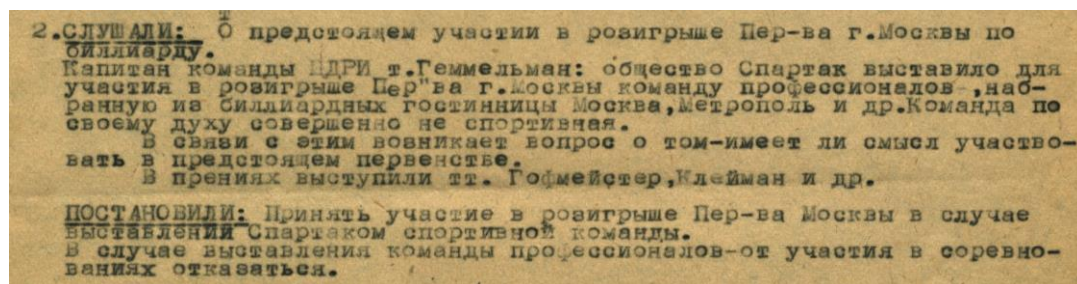 2.СЛУШАЛИ: О предстоящем участии в розигрыше Пер-ва г.Москвы по
биллиарду.
Капитан команды ЦДРИ т.Геммельман: общество Спартак выставило для
участия в розигрыше Пер"ва г.Москвы команду профессионалов-,наб-
ранную из биллиардных гостинницы Москва,Метрополь и др.Команда по
своему духу совершенно не спортивная.
В связи с этим возникает вопрос о том-имеет ли смысл участво-
вать в предстоящем первенстве.
В прениях выступили тт. Гофмейстер,Клейман и др.
ПОСТАНОВИЛИ: Принять участие в розигрыше Пер-ва Москвы в случае
выставлений Спартаком спортивной команды.
В случае выставления команды профессионалов-от участия в соревно-
ваниях отказаться.